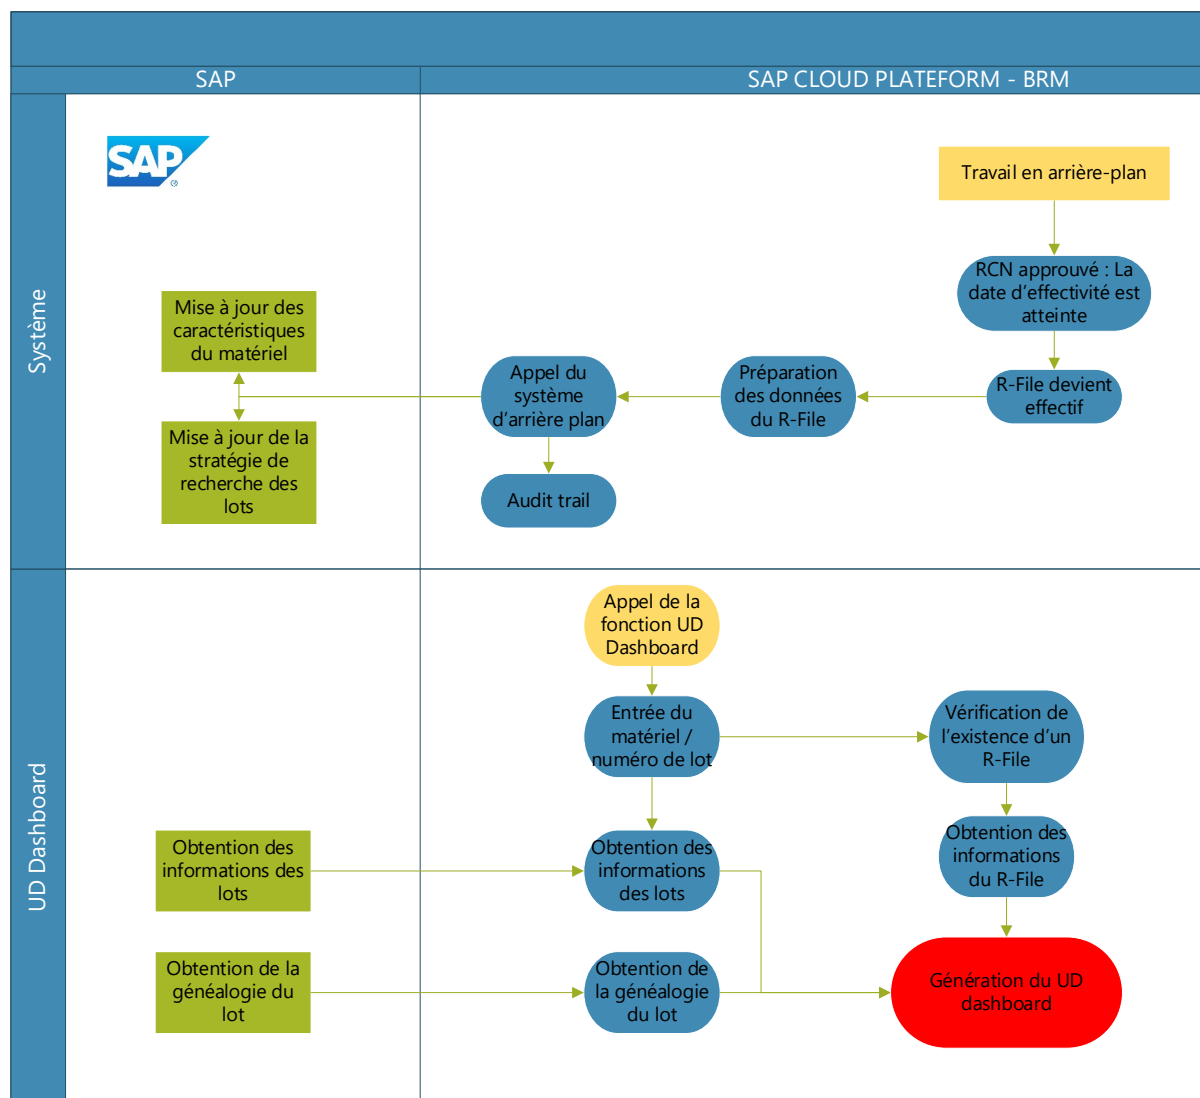 SAP
SAP CLOUD PLATEFORM - BRM
Système
SAP
®
Travail en arrière-plan
RCN approuvé : La
date d’effectivité est
atteinte
R-File devient
effectif
Préparation
des données
du R-File
Appel du
système
d’arrière plan
Audit trail
Mise à jour des
caractéristiques
du matériel
Mise à jour de la
stratégie de
recherche des
lots
UD Dashboard
Appel de la
fonction UD
Dashboard
Entrée du
matériel /
numéro de lot
Vérification de
l’existence d’un
R-File
Obtention des
informations des
lots
Obtention des
informations
des lots
Obtention des
informations
du R-File
Obtention de la
généalogie du
lot
Obtention de
la généalogie
du lot
Génération du UD
dashboard